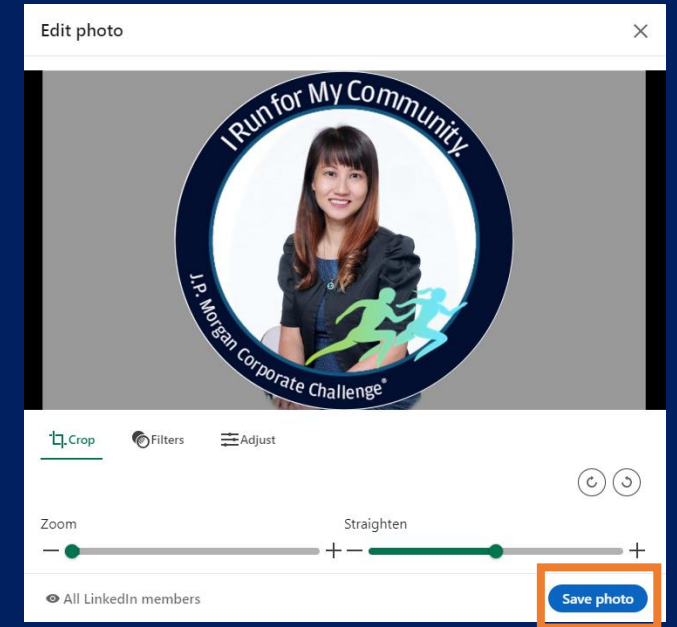 Edit photo
I Run for My Community.
J.P. Morgan Corporate Challenge®
Crop
Filters
Adjust
Zoom
Straighten
All LinkedIn members
Save photo